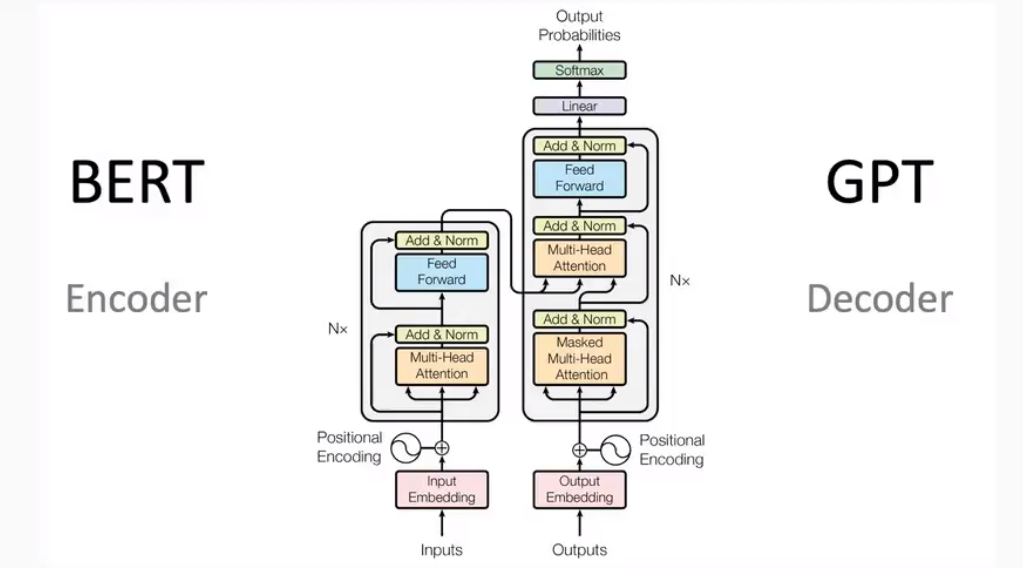 BERT
Encoder
Output
Probabilities
Softmax
Linear
Add & Norm
Feed
Forward
Add & Norm
Multi-Head
Attention
Add & Norm
Masked
Multi-Head
Attention
Nx
Add & Norm
Feed
Forward
Add & Norm
Multi-Head
Attention
Nx
Positional
Encoding
Positional
Encoding
Input
Embedding
Output
Embedding
Inputs
Outputs
GPT
Decoder